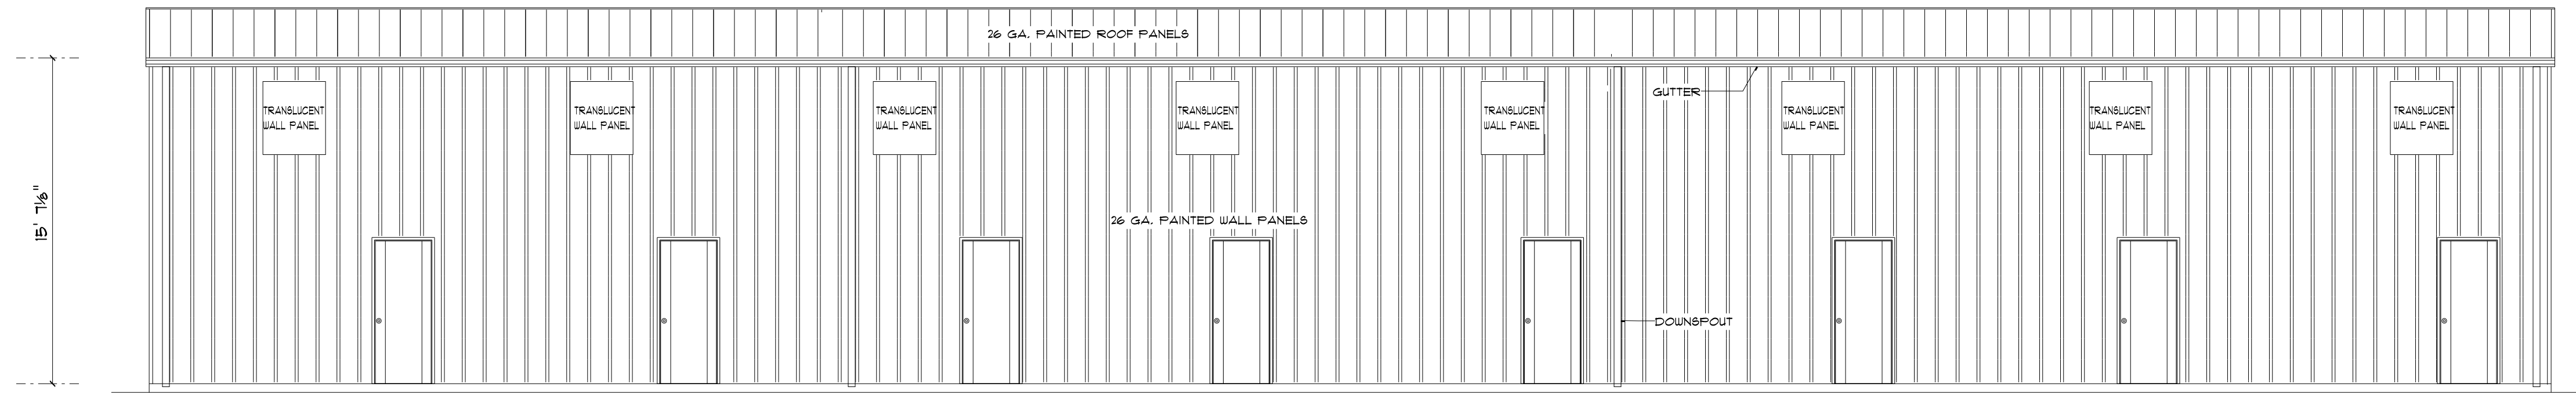 26 GA. PAINTED ROOF PANELS
TRANSLUCENT
WALL PANEL
TRANSLUCENT
WALL PANEL
TRANSLUCENT
WALL PANEL
TRANSLUCENT
WALL PANEL
TRANSLUCENT
WALL PANEL
GUTTER
TRANSLUCENT
WALL PANEL
TRANSLUCENT
WALL PANEL
TRANSLUCENT
WALL PANEL
15' 7⅛"
26 GA. PAINTED WALL PANELS
DOWNSPOUT